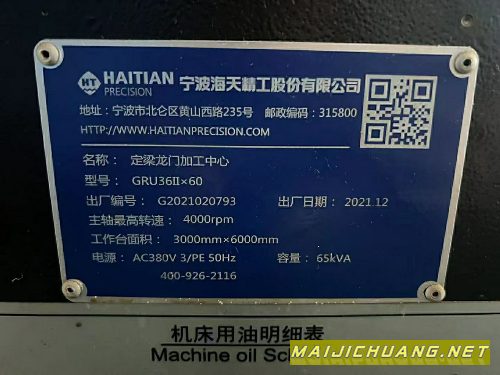 HT HAITIAN PRECISION 宁波海天精工股份有限公司
地址：宁波市北仑区黄山西路235号 邮政编码：315800
HTTP://WWW.HAITIANPRECISION.COM
名称： 定梁龙门加工中心
型号： GRU36II×60
出厂编号： G2021020793 出厂日期： 2021.12
主轴最高转速： 4000rpm
工作台面积： 3000mm×6000mm
电源： AC380V 3/PE 50Hz 容量： 65kVA
400-926-2116
机床用油明细表
Machine oil
MAIJICHUANG.NET